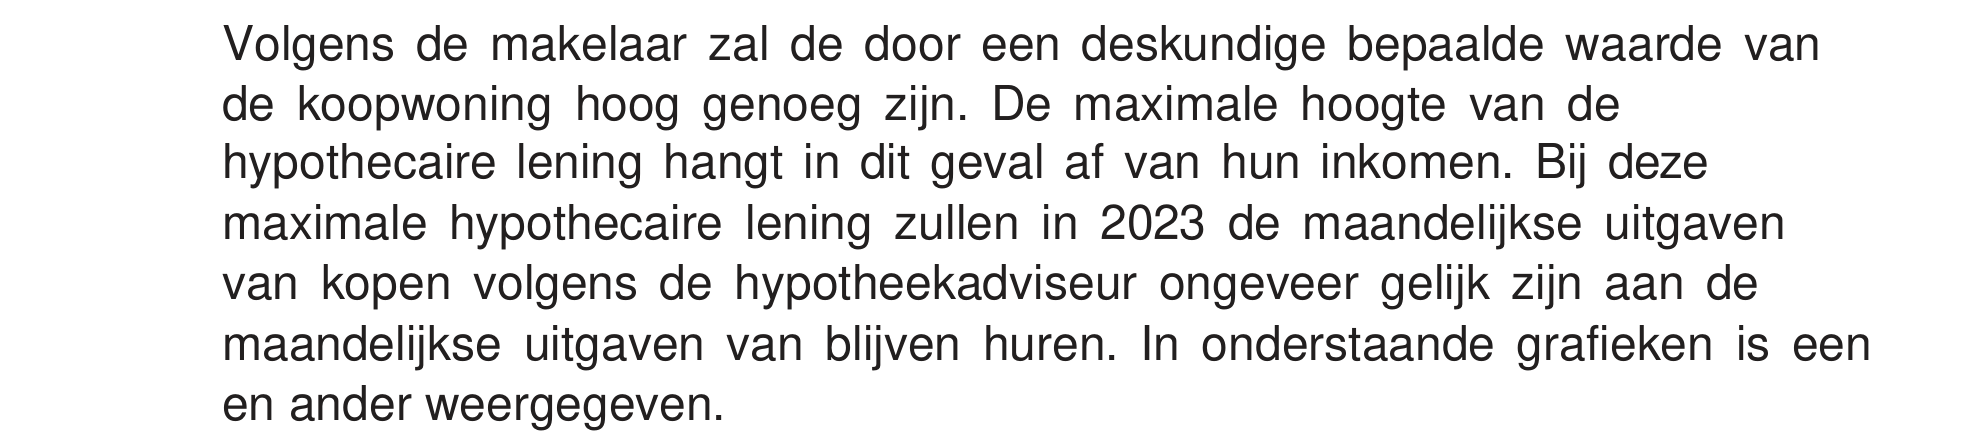 Volgens de makelaar zal de door een deskundige bepaalde waarde van
de koopwoning hoog genoeg zijn. De maximale hoogte van de
hypothecaire lening hangt in dit geval af van hun inkomen. Bij deze
maximale hypothecaire lening zullen in 2023 de maandelijkse uitgaven
van kopen volgens de hypotheekadviseur ongeveer gelijk zijn aan de
maandelijkse uitgaven van blijven huren. In onderstaande grafieken is een
en ander weergegeven.